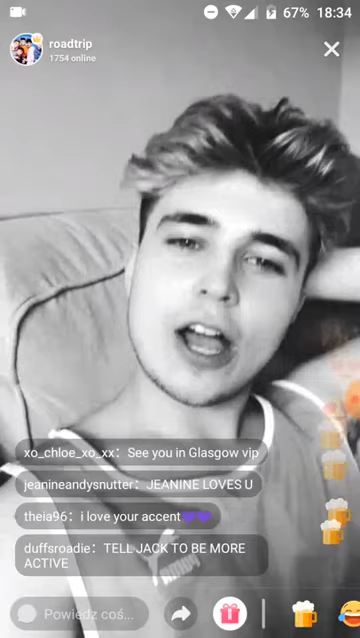 67% 18:34
roadtrip
1754 online
xo_chloe_xo_xx: See you in Glasgow vip
jeanineandysnutter: JEANINE LOVES U
theia96: i love your accent💜💜
duffsroadie: TELL JACK TO BE MORE
ACTIVE
Powiedz coś...